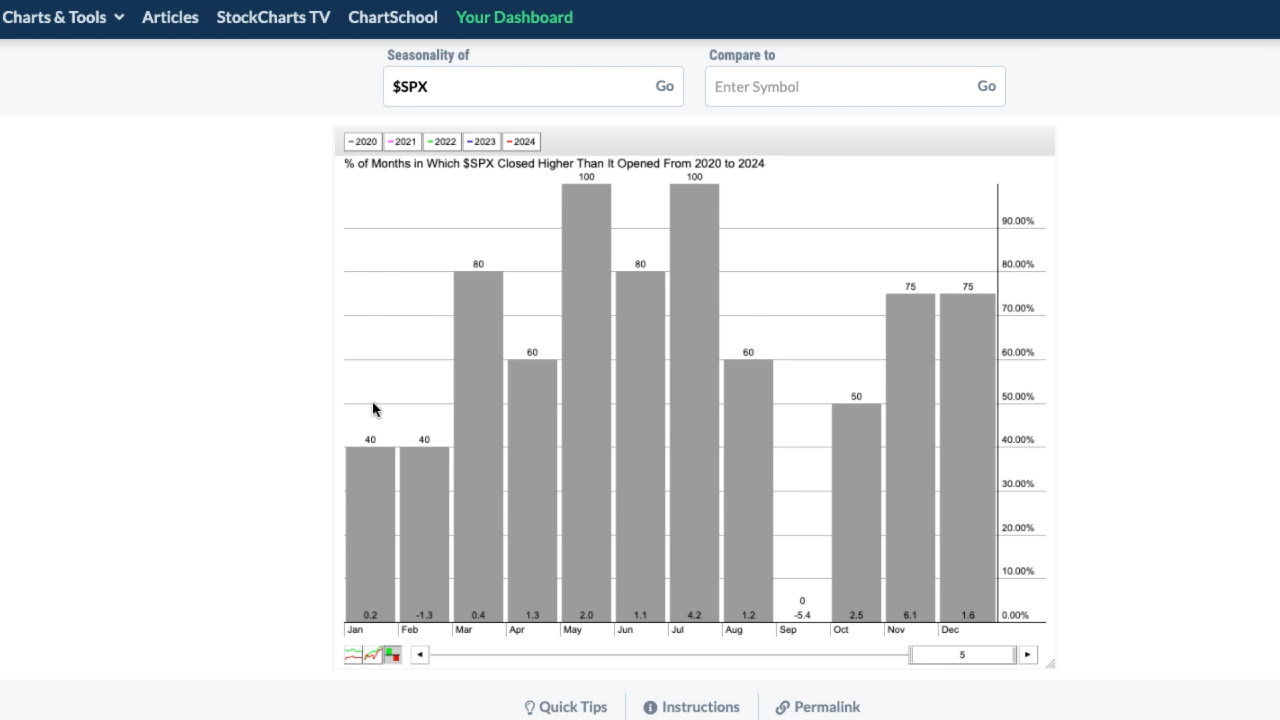 Charts & Tools Articles StockCharts TV ChartSchool Your Dashboard
Seasonality of Compare to
$SPX Go Enter Symbol Go
2020 2021 2022 2023 2024
% of Months in Which $SPX Closed Higher Than It Opened From 2020 to 2024
100 100
90.00%
80 80 80.00%
75 75
70.00%
60 60 60.00%
50 50.00%
40 40 40.00%
30.00%
20.00%
10.00%
0
0.2 -1.3 0.4 1.3 2.0 1.1 4.2 1.2 -5.4 2.5 6.1 1.6 0.00%
Jan Feb Mar Apr May Jun Jul Aug Sep Oct Nov Dec
5
Quick Tips Instructions Permalink